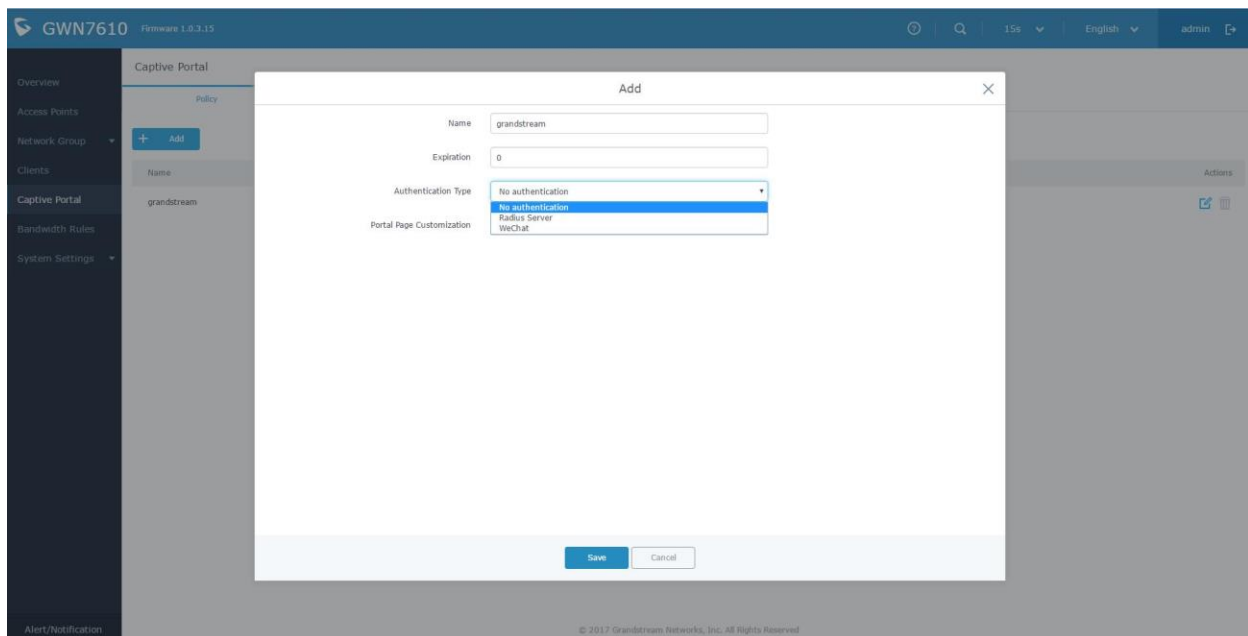 GWN7610 Firmware 1.0.3.15
15s
English
admin
Overview
Access Points
Network Group
Clients
Captive Portal
Bandwidth Rules
System Settings
Alert/Notification
Captive Portal
Policy
Add
Name
Actions
grandstream
Add
Name grandstream
Expiration 0
Authentication Type No authentication
No authentication
Radius Server
WeChat
Portal Page Customization
Save Cancel
© 2017 Grandstream Networks, Inc. All Rights Reserved